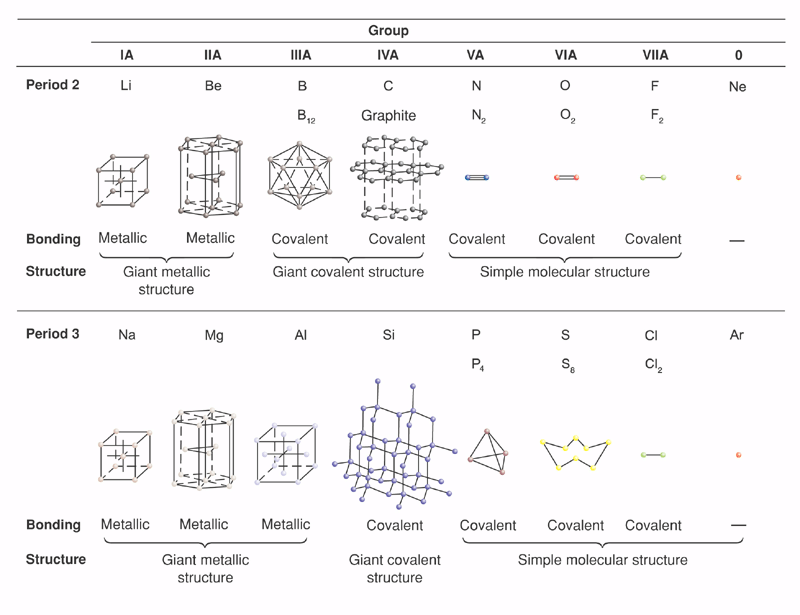 Group
IA IIA IIIA IVA VA VIA VIIA 0
Period 2 Li Be B C N O F Ne
B12 Graphite N2 O2 F2
Bonding Metallic Metallic Covalent Covalent Covalent Covalent Covalent —
Structure Giant metallic structure Giant covalent structure Simple molecular structure
Period 3 Na Mg Al Si P S Cl Ar
P4 S8 Cl2
Bonding Metallic Metallic Metallic Covalent Covalent Covalent Covalent —
Structure Giant metallic structure Giant covalent structure Simple molecular structure